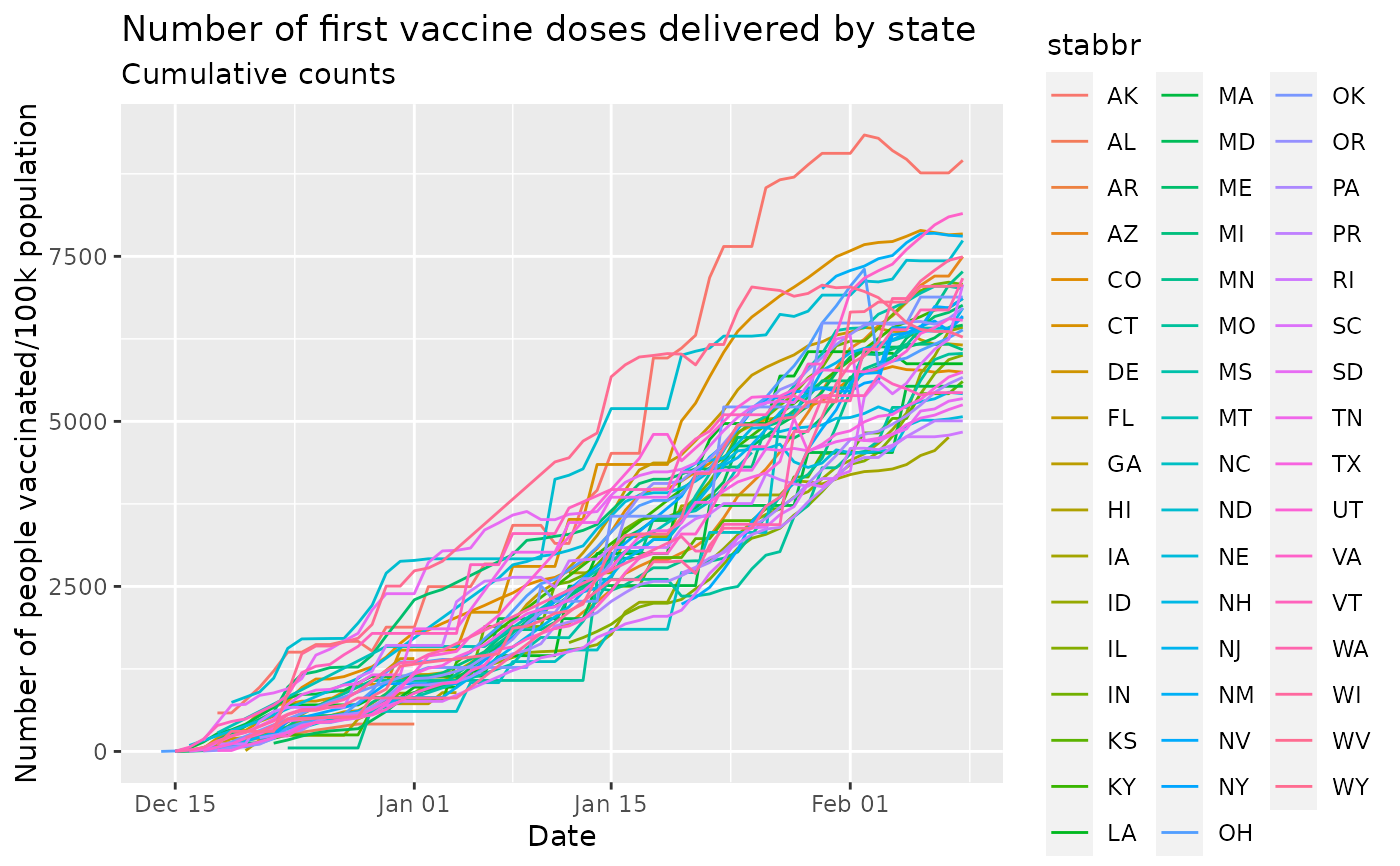 Number of first vaccine doses delivered by state
Cumulative counts
Number of people vaccinated/100k population
7500
5000
2500
0
Dec 15
Jan 01
Jan 15
Feb 01
Date
stabbr
AK
AL
AR
AZ
CO
CT
DE
FL
GA
HI
IA
ID
IL
IN
KS
KY
LA
MA
MD
ME
MI
MN
MO
MS
MT
NC
ND
NE
NH
NJ
NM
NV
NY
OH
OK
OR
PA
PR
RI
SC
SD
TN
TX
UT
VA
VT
WA
WI
WV
WY